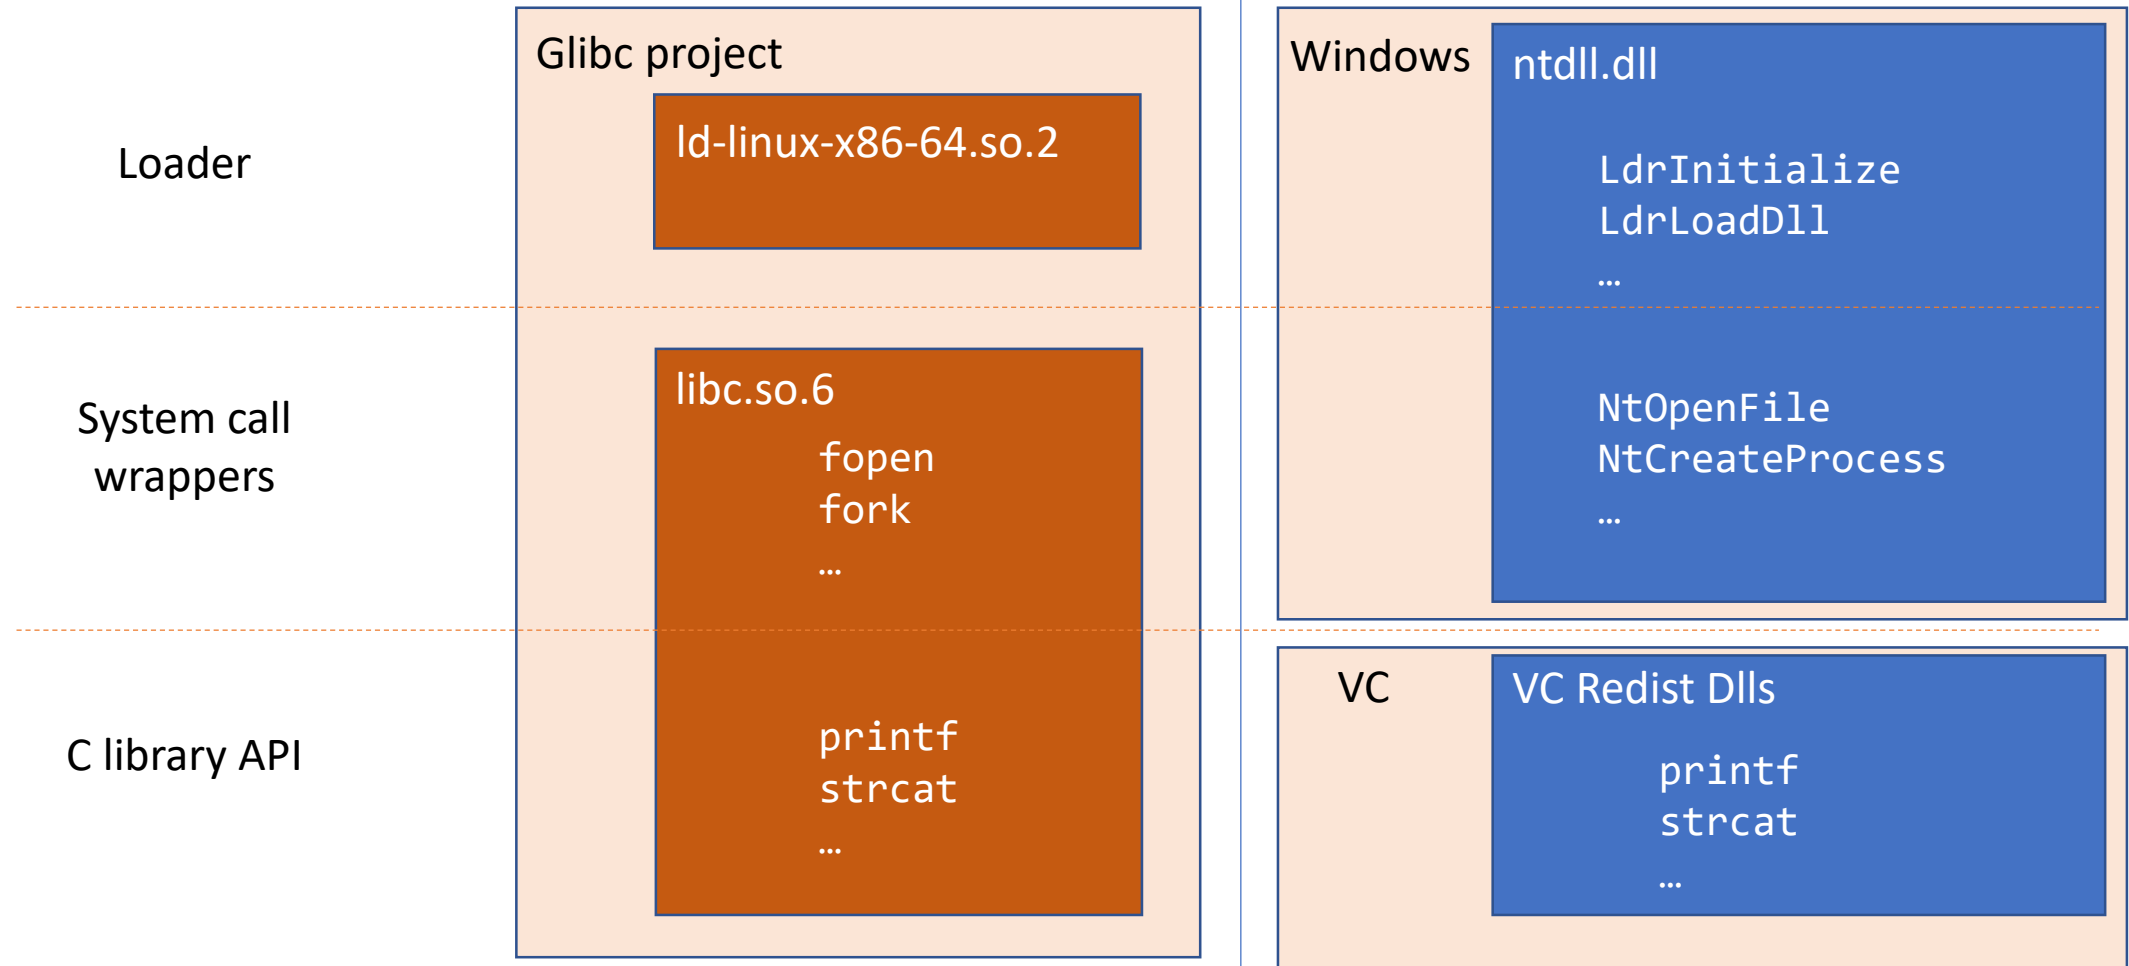 Glibc project
Windows
ntdll.dll
Loader
ld-linux-x86-64.so.2
LdrInitialize
LdrLoadDll
…
System call
wrappers
libc.so.6
fopen
fork
…
NtOpenFile
NtCreateProcess
…
C library API
printf
strcat
…
VC
VC Redist Dlls
printf
strcat
…